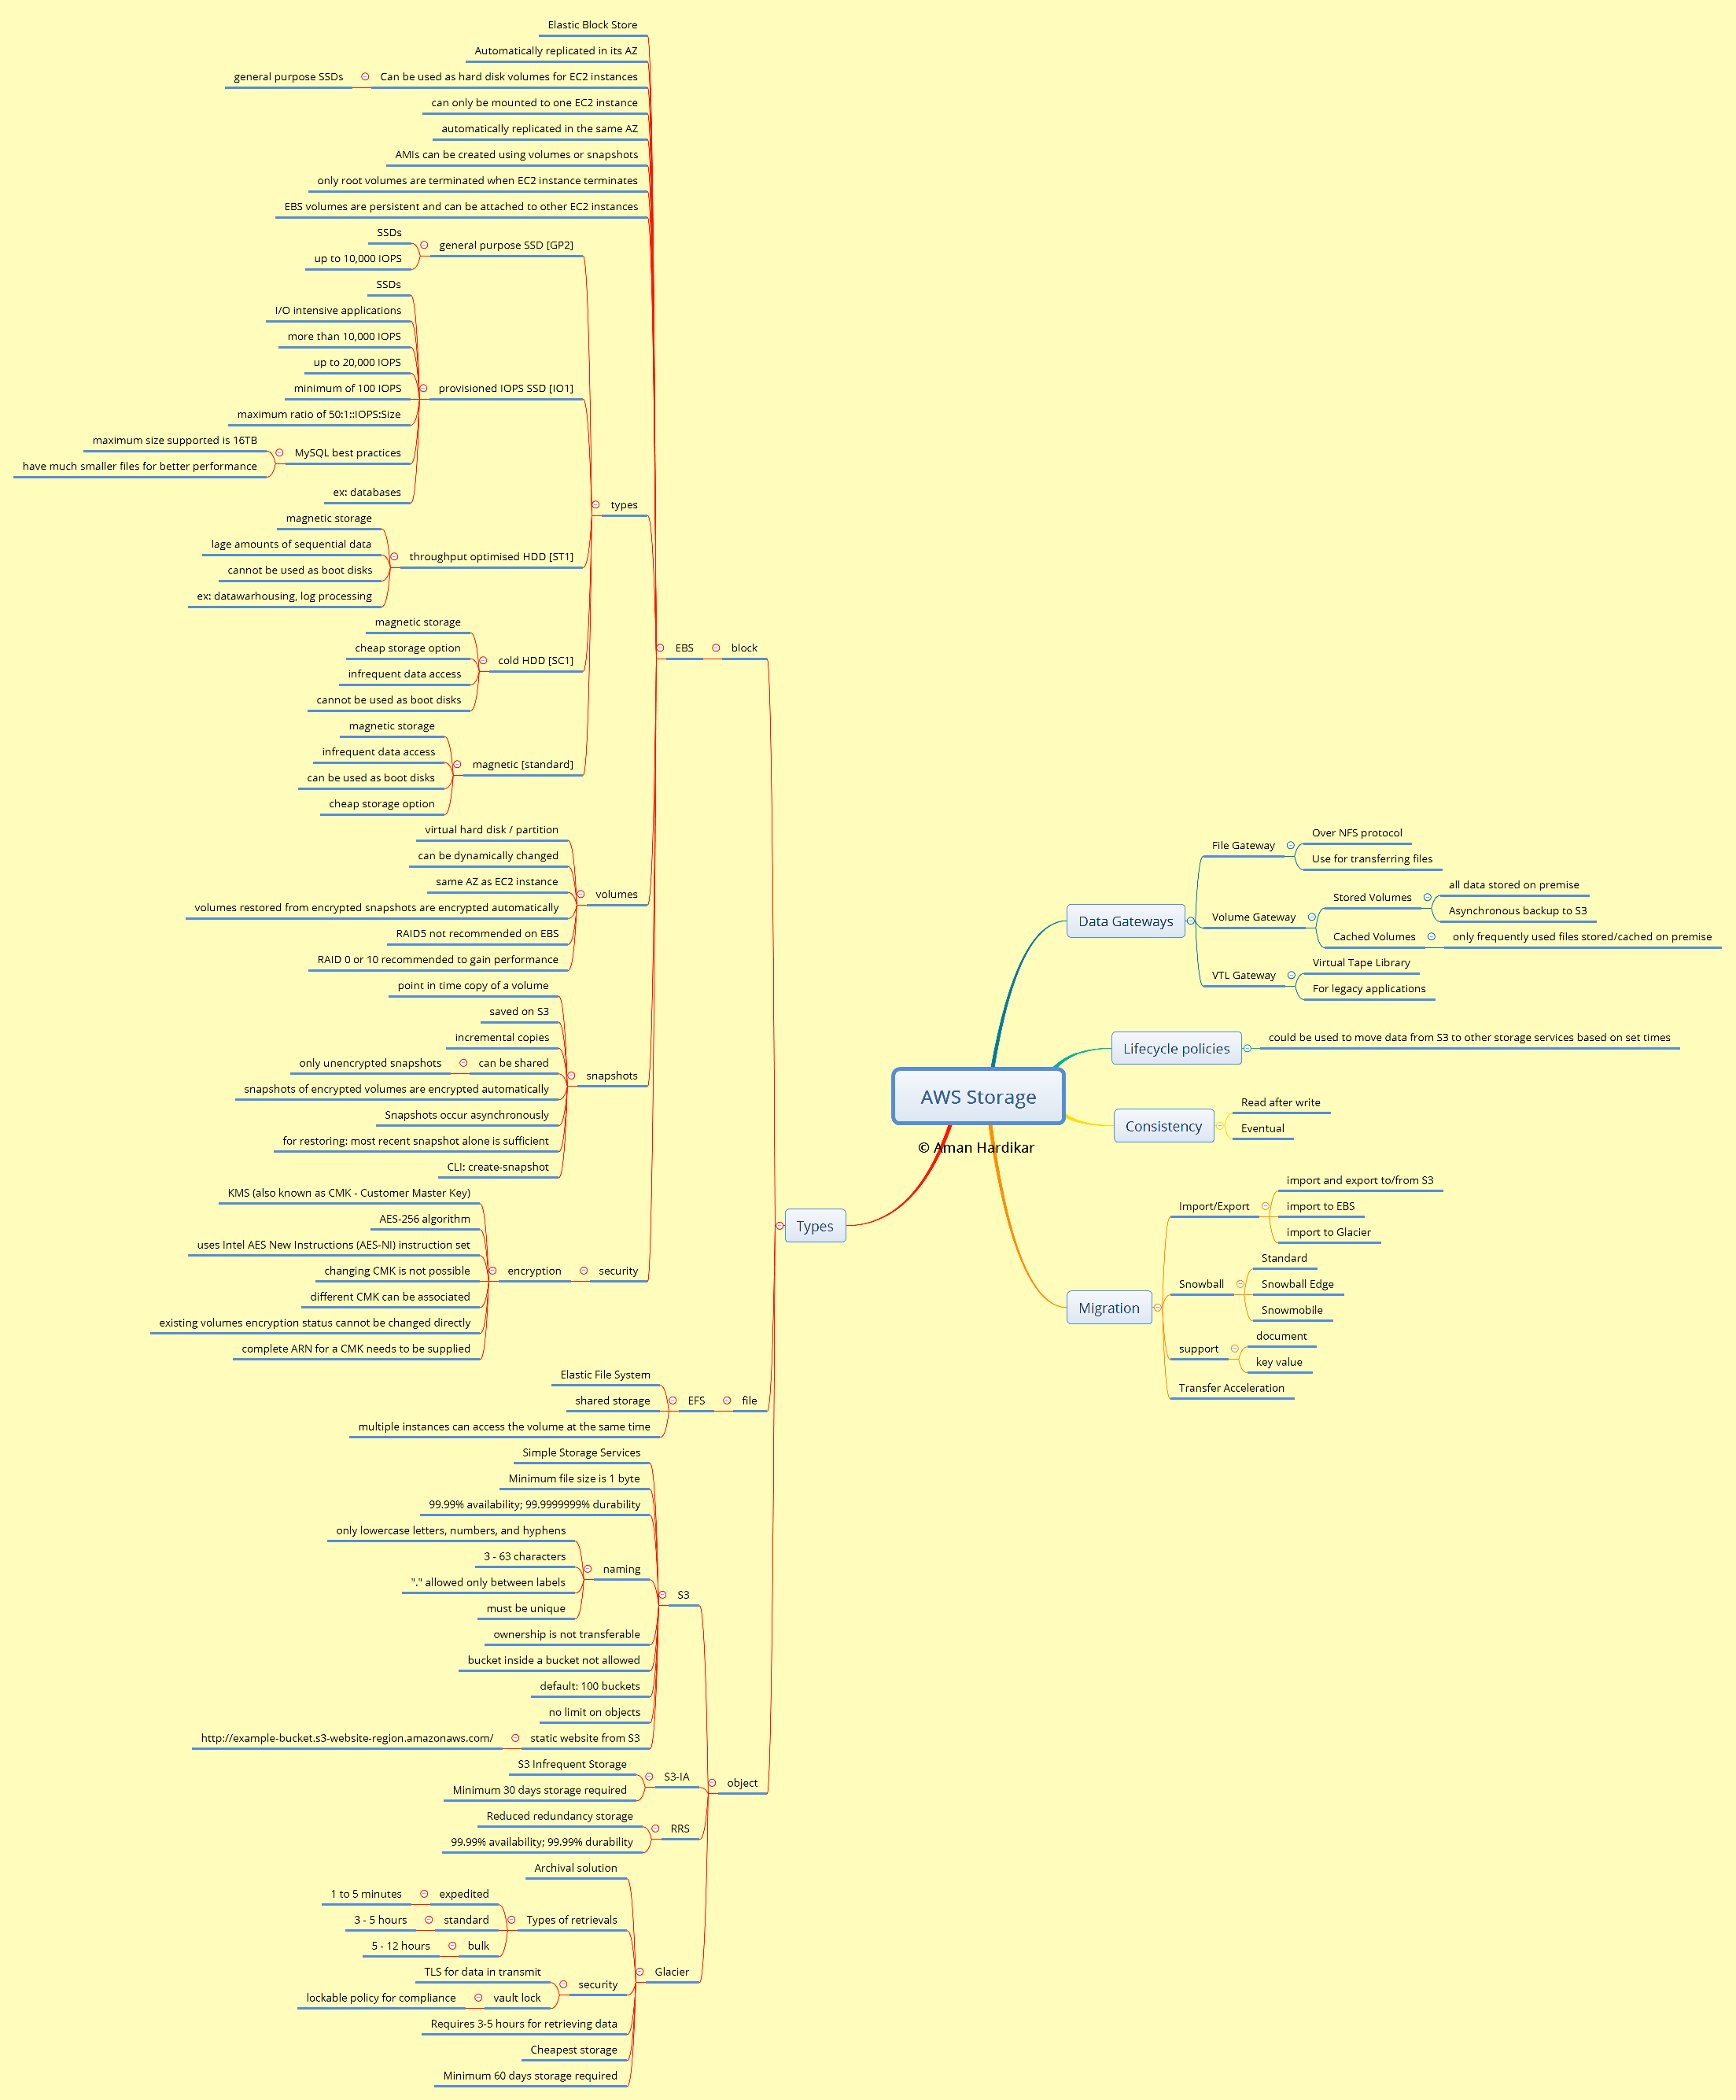 Elastic Block Store
Automatically replicated in its AZ
general purpose SSDs
Can be used as hard disk volumes for EC2 instances
can only be mounted to one EC2 instance
automatically replicated in the same AZ
AMIs can be created using volumes or snapshots
only root volumes are terminated when EC2 instance terminates
EBS volumes are persistent and can be attached to other EC2 instances
SSDs
up to 10,000 IOPS
general purpose SSD [GP2]
SSDs
I/O intensive applications
more than 10,000 IOPS
up to 20,000 IOPS
minimum of 100 IOPS
maximum ratio of 50:1::IOPS:Size
maximum size supported is 16TB
have much smaller files for better performance
MySQL best practices
ex: databases
provisioned IOPS SSD [IO1]
magnetic storage
lage amounts of sequential data
cannot be used as boot disks
ex: datawarhousing, log processing
throughput optimised HDD [ST1]
magnetic storage
cheap storage option
infrequent data access
cannot be used as boot disks
cold HDD [SC1]
magnetic storage
infrequent data access
can be used as boot disks
cheap storage option
magnetic [standard]
types
virtual hard disk / partition
can be dynamically changed
same AZ as EC2 instance
volumes restored from encrypted snapshots are encrypted automatically
RAID5 not recommended on EBS
RAID 0 or 10 recommended to gain performance
volumes
point in time copy of a volume
saved on S3
incremental copies
only unencrypted snapshots
can be shared
snapshots of encrypted volumes are encrypted automatically
Snapshots occur asynchronously
for restoring: most recent snapshot alone is sufficient
CLI: create-snapshot
snapshots
KMS (also known as CMK - Customer Master Key)
AES-256 algorithm
uses Intel AES New Instructions (AES-NI) instruction set
changing CMK is not possible
different CMK can be associated
existing volumes encryption status cannot be changed directly
complete ARN for a CMK needs to be supplied
encryption
security
EBS
block
Elastic File System
shared storage
multiple instances can access the volume at the same time
EFS
file
Simple Storage Services
Minimum file size is 1 byte
99.99% availability; 99.9999999% durability
only lowercase letters, numbers, and hyphens
3 - 63 characters
"." allowed only between labels
must be unique
naming
ownership is not transferable
bucket inside a bucket not allowed
default: 100 buckets
no limit on objects
http://example-bucket.s3-website-region.amazonaws.com/
static website from S3
S3
S3 Infrequent Storage
Minimum 30 days storage required
S3-IA
Reduced redundancy storage
99.99% availability; 99.99% durability
RRS
Archival solution
1 to 5 minutes
expedited
3 - 5 hours
standard
5 - 12 hours
bulk
Types of retrievals
TLS for data in transmit
lockable policy for compliance
vault lock
security
Requires 3-5 hours for retrieving data
Cheapest storage
Minimum 60 days storage required
Glacier
object
Types
AWS Storage
© Aman Hardikar
Data Gateways
File Gateway
Over NFS protocol
Use for transferring files
Volume Gateway
Stored Volumes
all data stored on premise
Asynchronous backup to S3
Cached Volumes
only frequently used files stored/cached on premise
VTL Gateway
Virtual Tape Library
For legacy applications
Lifecycle policies
could be used to move data from S3 to other storage services based on set times
Consistency
Read after write
Eventual
Migration
Import/Export
import and export to/from S3
import to EBS
import to Glacier
Snowball
Standard
Snowball Edge
Snowmobile
support
document
key value
Transfer Acceleration